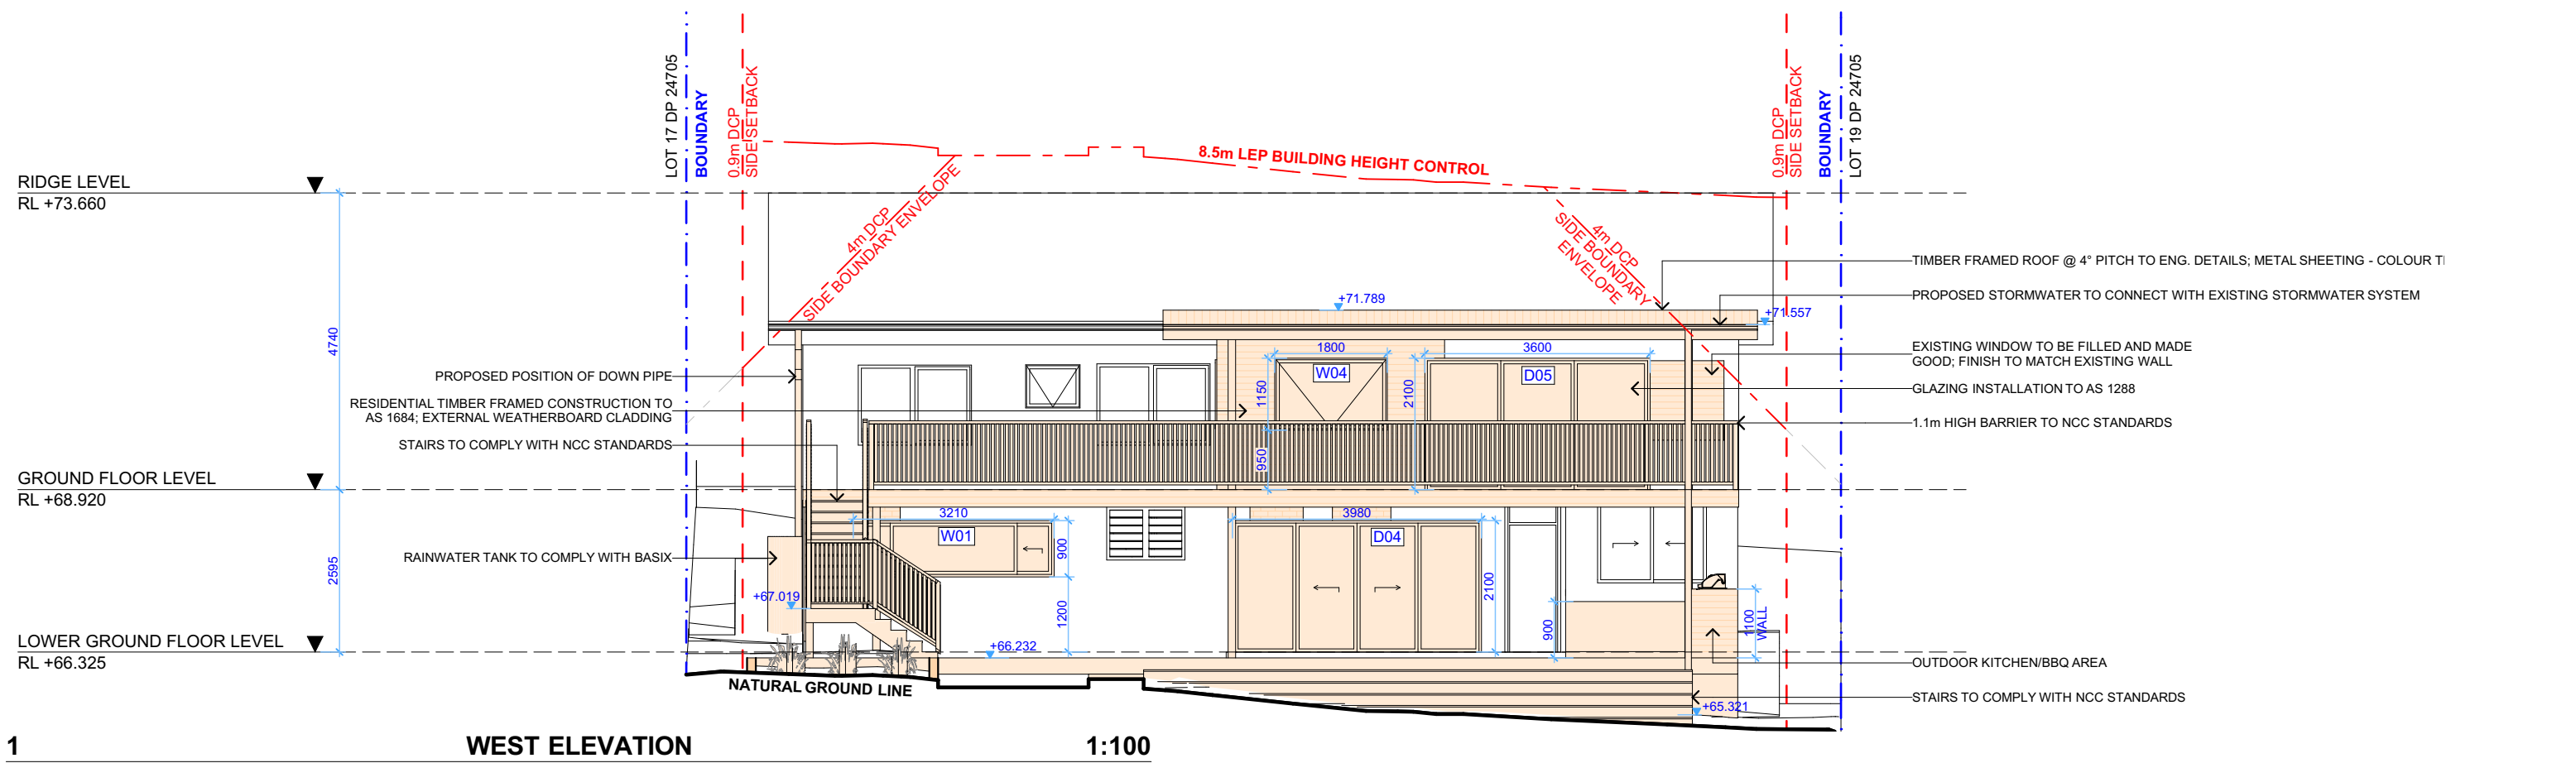 LOT 17 DP 24705
BOUNDARY
0.9m DCP
SIDE SETBACK
0.9m DCP
SIDE SETBACK
BOUNDARY
LOT 19 DP 24705
8.5m LEP BUILDING HEIGHT CONTROL
4m DCP
SIDE BOUNDARY ENVELOPE
4m DCP
SIDE BOUNDARY
ENVELOPE
RIDGE LEVEL
RL +73.660
4740
GROUND FLOOR LEVEL
RL +68.920
2595
LOWER GROUND FLOOR LEVEL
RL +66.325
PROPOSED POSITION OF DOWN PIPE
RESIDENTIAL TIMBER FRAMED CONSTRUCTION TO
AS 1684; EXTERNAL WEATHERBOARD CLADDING
STAIRS TO COMPLY WITH NCC STANDARDS
RAINWATER TANK TO COMPLY WITH BASIX
+71.789
+71.557
1800
3600
W04
D05
1150
2100
950
3210
3980
W01
D04
900
1200
2100
900
1100
WALL
+67.019
+66.232
+65.321
NATURAL GROUND LINE
TIMBER FRAMED ROOF @ 4° PITCH TO ENG. DETAILS; METAL SHEETING - COLOUR T
PROPOSED STORMWATER TO CONNECT WITH EXISTING STORMWATER SYSTEM
EXISTING WINDOW TO BE FILLED AND MADE
GOOD; FINISH TO MATCH EXISTING WALL
GLAZING INSTALLATION TO AS 1288
1.1m HIGH BARRIER TO NCC STANDARDS
OUTDOOR KITCHEN/BBQ AREA
STAIRS TO COMPLY WITH NCC STANDARDS
1 WEST ELEVATION 1:100